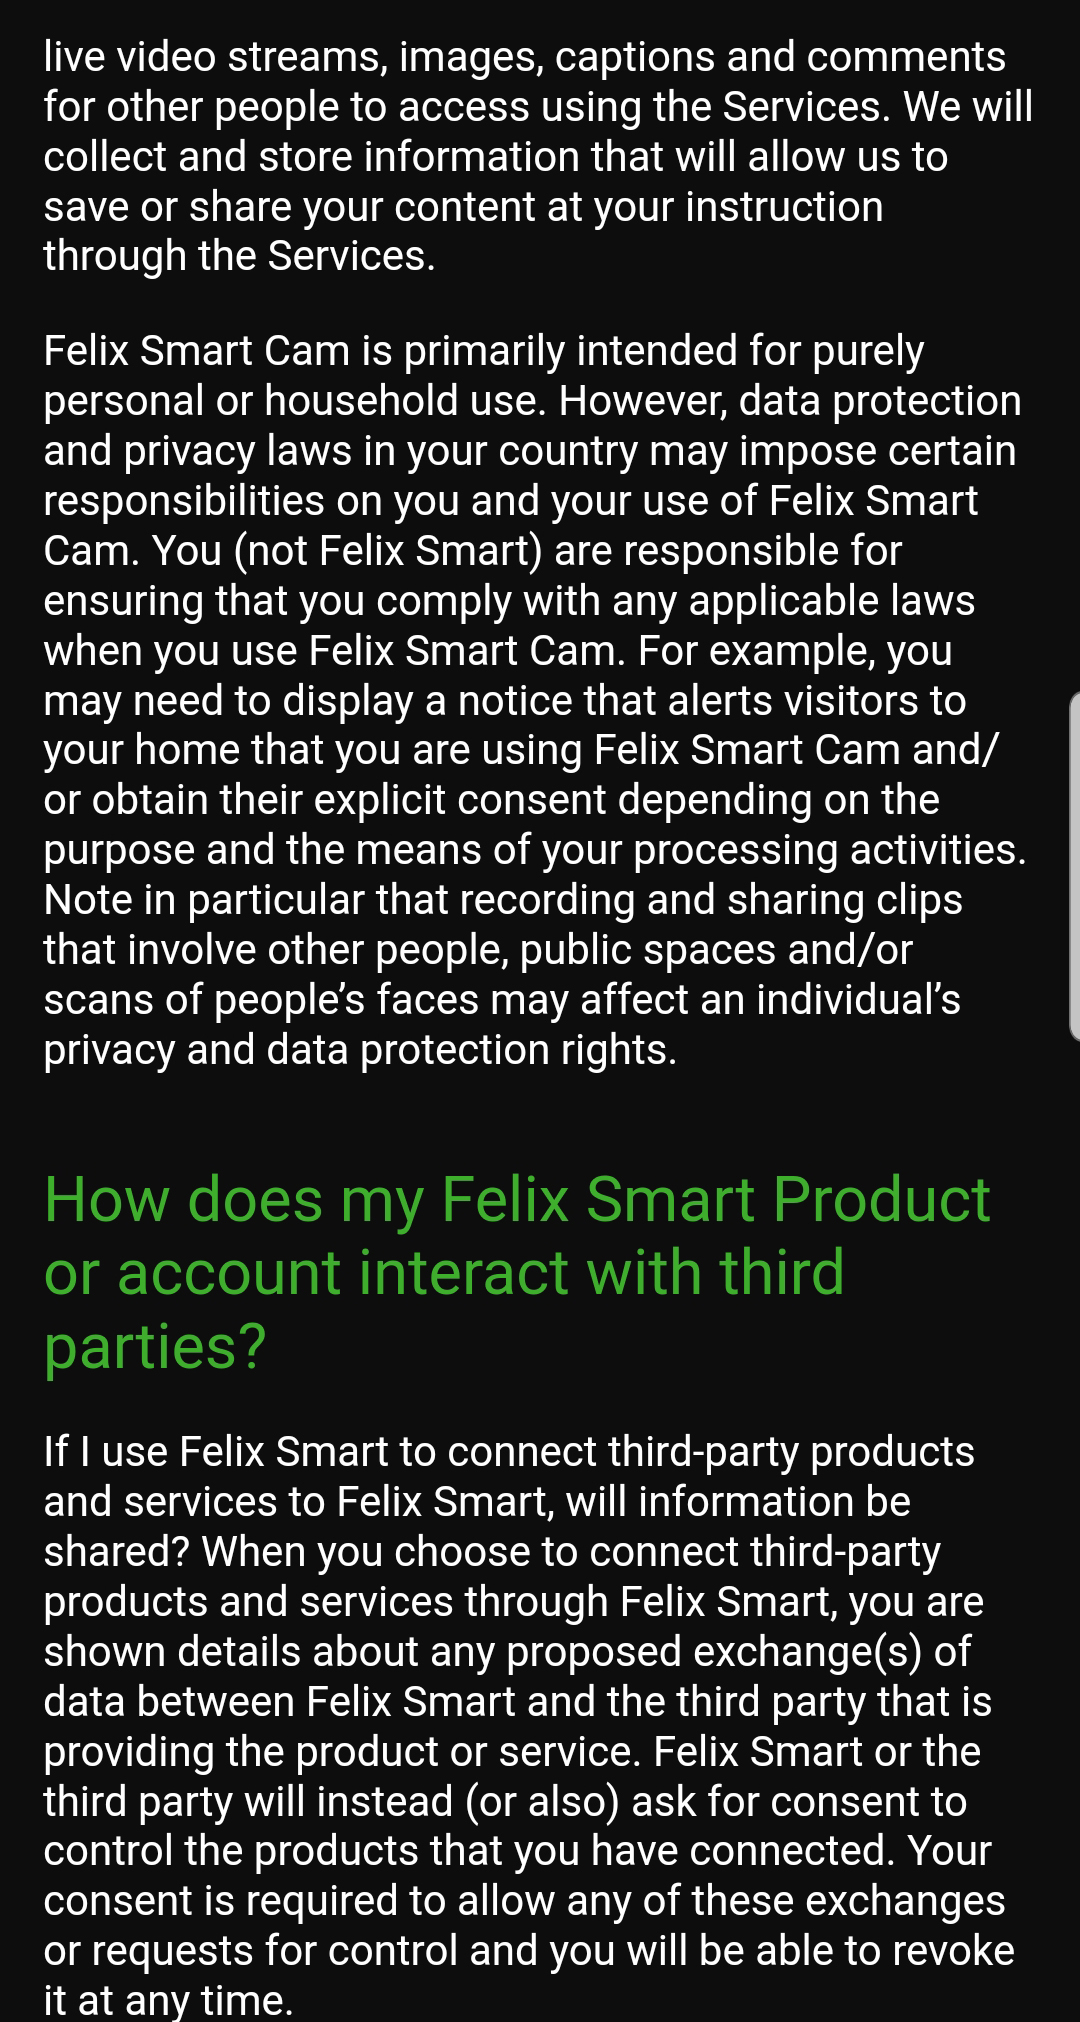 live video streams, images, captions and comments
for other people to access using the Services. We will
collect and store information that will allow us to
save or share your content at your instruction
through the Services.
Felix Smart Cam is primarily intended for purely
personal or household use. However, data protection
and privacy laws in your country may impose certain
responsibilities on you and your use of Felix Smart
Cam. You (not Felix Smart) are responsible for
ensuring that you comply with any applicable laws
when you use Felix Smart Cam. For example, you
may need to display a notice that alerts visitors to
your home that you are using Felix Smart Cam and/
or obtain their explicit consent depending on the
purpose and the means of your processing activities.
Note in particular that recording and sharing clips
that involve other people, public spaces and/or
scans of people’s faces may affect an individual’s
privacy and data protection rights.
How does my Felix Smart Product
or account interact with third
parties?
If I use Felix Smart to connect third-party products
and services to Felix Smart, will information be
shared? When you choose to connect third-party
products and services through Felix Smart, you are
shown details about any proposed exchange(s) of
data between Felix Smart and the third party that is
providing the product or service. Felix Smart or the
third party will instead (or also) ask for consent to
control the products that you have connected. Your
consent is required to allow any of these exchanges
or requests for control and you will be able to revoke
it at any time.